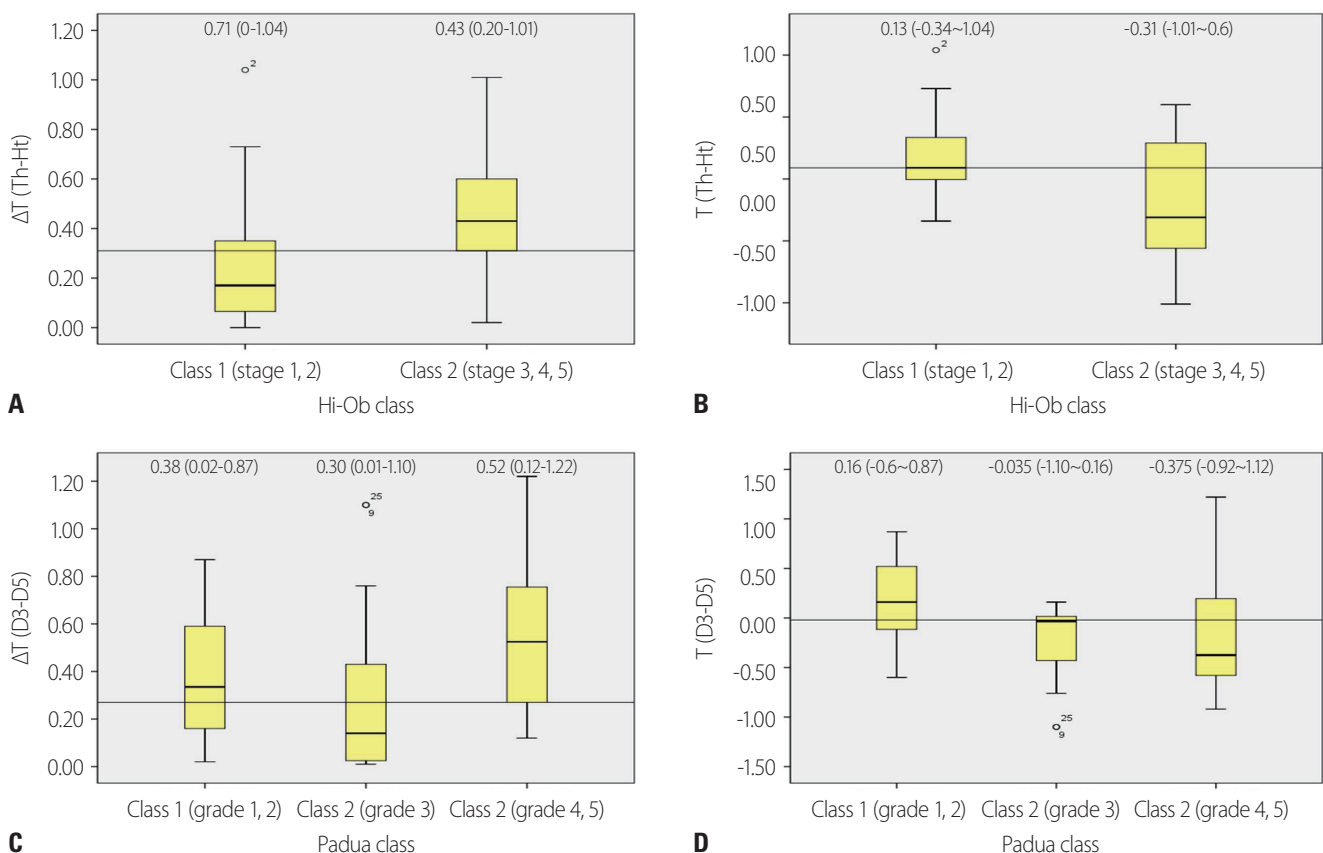 0.71 (0-1.04) 0.43 (0.20-1.01)
1.20
1.00
0.80
0.60
0.40
0.20
0.00
ΔT (Th-Ht)
2
Class 1 (stage 1, 2) Class 2 (stage 3, 4, 5)
Hi-Ob class
A
0.13 (-0.34~1.04) -0.31 (-1.01~0.6)
1.00
0.50
0.50
0.00
-0.50
-1.00
T (Th-Ht)
2
Class 1 (stage 1, 2) Class 2 (stage 3, 4, 5)
Hi-Ob class
B
0.38 (0.02-0.87) 0.30 (0.01-1.10) 0.52 (0.12-1.22)
1.20
1.00
0.80
0.60
0.40
0.20
0.00
ΔT (D3-D5)
25
9
Class 1 (grade 1, 2) Class 2 (grade 3) Class 2 (grade 4, 5)
Padua class
C
0.16 (-0.6~0.87) -0.035 (-1.10~0.16) -0.375 (-0.92~1.12)
1.50
1.00
0.50
0.00
-0.50
-1.00
-1.50
T (D3-D5)
25
9
Class 1 (grade 1, 2) Class 2 (grade 3) Class 2 (grade 4, 5)
Padua class
D